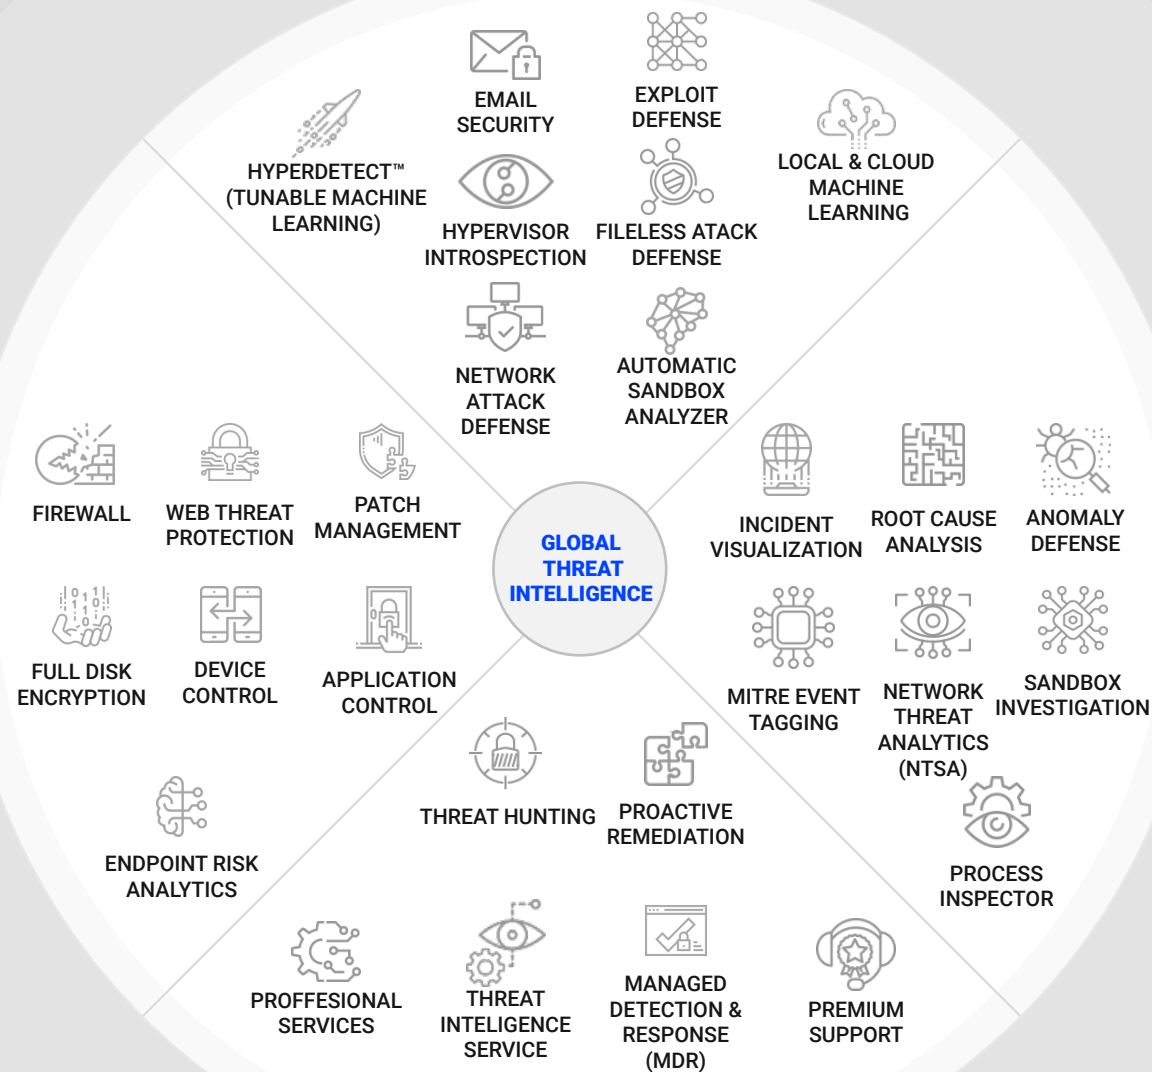 EMAIL
SECURITY
EXPLOIT
DEFENSE
HYPERDETECT™
(TUNABLE MACHINE
LEARNING)
LOCAL & CLOUD
MACHINE
LEARNING
HYPERVISOR
INTROSPECTION
FILELESS ATACK
DEFENSE
NETWORK
ATTACK
DEFENSE
AUTOMATIC
SANDBOX
ANALYZER
FIREWALL
WEB THREAT
PROTECTION
PATCH
MANAGEMENT
FULL DISK
ENCRYPTION
DEVICE
CONTROL
APPLICATION
CONTROL
ENDPOINT RISK
ANALYTICS
GLOBAL
THREAT
INTELLIGENCE
INCIDENT
VISUALIZATION
ROOT CAUSE
ANALYSIS
ANOMALY
DEFENSE
MITRE EVENT
TAGGING
NETWORK
THREAT
ANALYTICS
(NTSA)
SANDBOX
INVESTIGATION
PROCESS
INSPECTOR
THREAT HUNTING
PROACTIVE
REMEDIATION
PROFFESIONAL
SERVICES
THREAT
INTELIGENCE
SERVICE
MANAGED
DETECTION &
RESPONSE
(MDR)
PREMIUM
SUPPORT